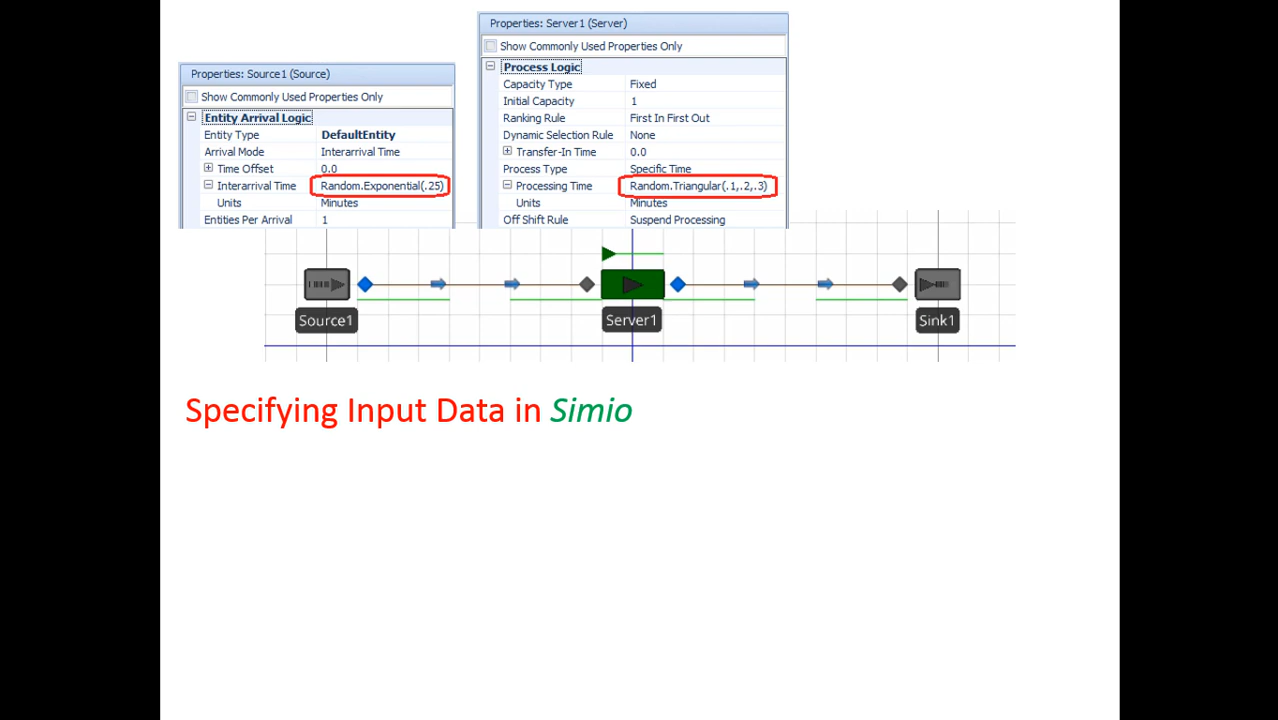 Properties: Server1 (Server)
Show Commonly Used Properties Only
Process Logic
Capacity Type Fixed
Initial Capacity 1
Ranking Rule First In First Out
Dynamic Selection Rule None
Transfer-In Time 0.0
Process Type Specific Time
Processing Time Random.Triangular(.1,.2,.3)
Units Minutes
Off Shift Rule Suspend Processing
Properties: Source1 (Source)
Show Commonly Used Properties Only
Entity Arrival Logic
Entity Type DefaultEntity
Arrival Mode Interarrival Time
Time Offset 0.0
Interarrival Time Random.Exponential(.25)
Units Minutes
Entities Per Arrival 1
Source1
Server1
Sink1
Specifying Input Data in Simio